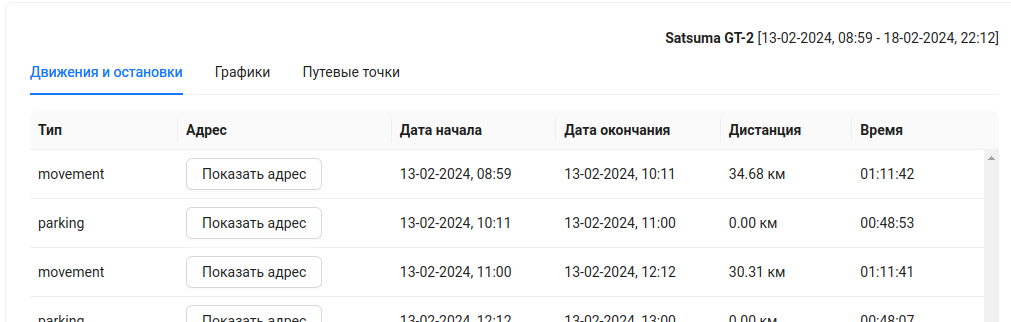 Satsuma GT-2 [13-02-2024, 08:59 - 18-02-2024, 22:12]
Движения и остановки Графики Путевые точки
Тип Адрес Дата начала Дата окончания Дистанция Время
movement Показать адрес 13-02-2024, 08:59 13-02-2024, 10:11 34.68 км 01:11:42
parking Показать адрес 13-02-2024, 10:11 13-02-2024, 11:00 0.00 км 00:48:53
movement Показать адрес 13-02-2024, 11:00 13-02-2024, 12:12 30.31 км 01:11:41
parking Показать адрес 13-02-2024, 12:12 13-02-2024, 13:00 0.00 км 00:48:07